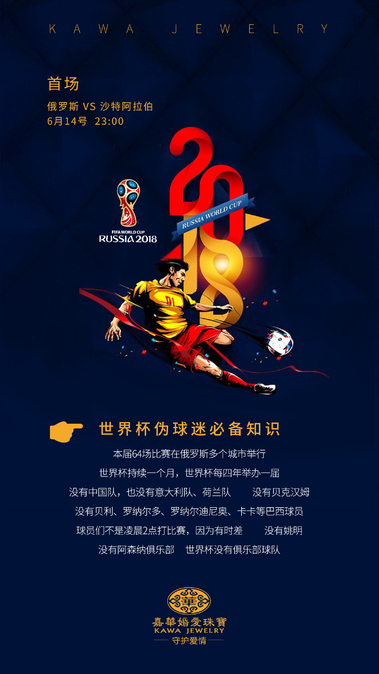 KAWA JEWELRY
首场
俄罗斯 VS 沙特阿拉伯
6月14号 23:00
2018
RUSSIA WORLD CUP
FIFA WORLD CUP
RUSSIA 2018
11
世界杯伪球迷必备知识
本届64场比赛在俄罗斯多个城市举行
世界杯持续一个月，世界杯每四年举办一届
没有中国队，也没有意大利队、荷兰队 没有贝克汉姆
没有贝利、罗纳尔多、罗纳尔迪尼奥、卡卡等巴西球员
球员们不是凌晨2点打比赛，因为有时差 没有姚明
没有阿森纳俱乐部 世界杯没有俱乐部球队
華
嘉華婚愛珠寶
KAWA JEWELRY
守护爱情